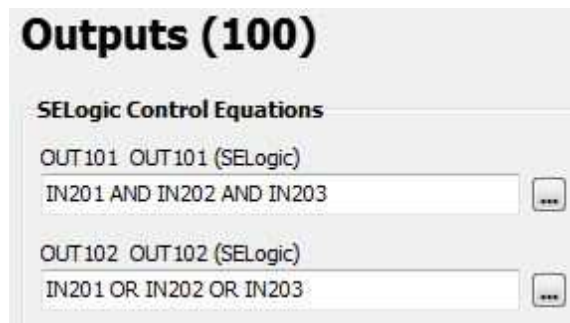 Outputs (100)
SELogic Control Equations
OUT101 OUT101 (SELogic)
IN201 AND IN202 AND IN203
...
OUT102 OUT102 (SELogic)
IN201 OR IN202 OR IN203
...